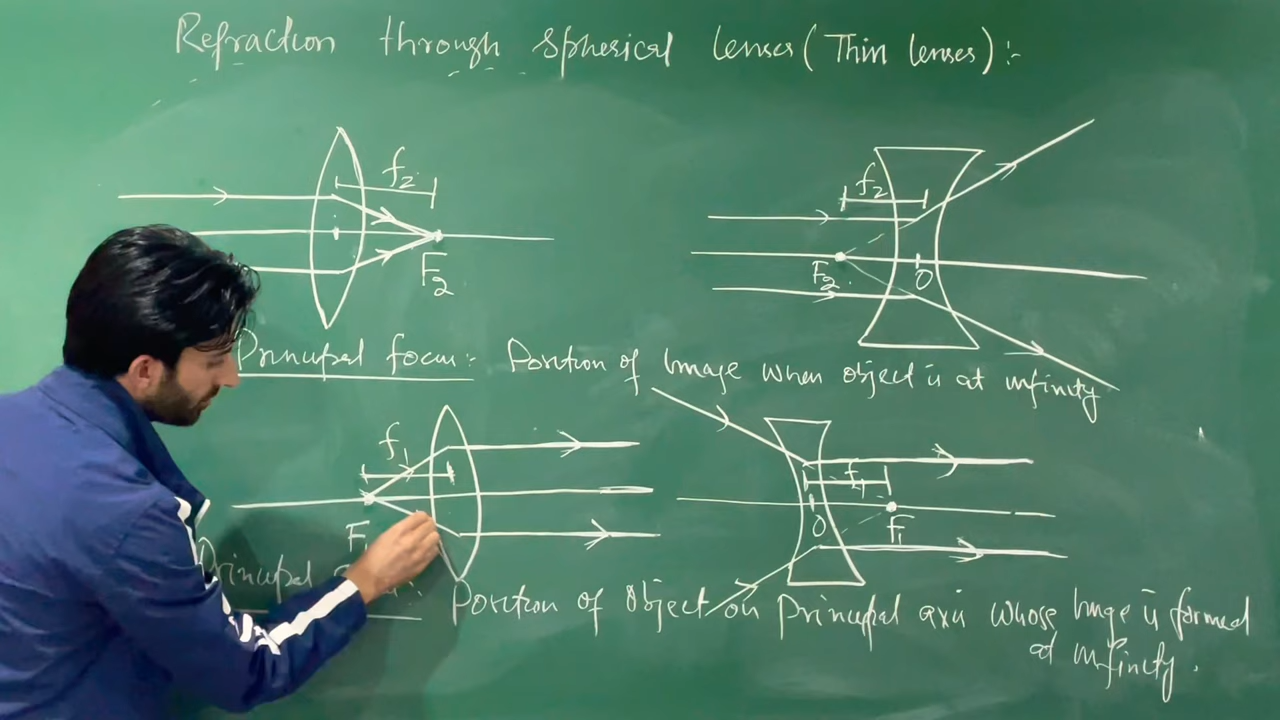 Refraction through Spherical lenses (Thin lenses) :-
f2
F2
f2
F2
O
Principal focus :- Position of Image when object is at infinity
f1
F
f1
O
F1
Principal Position of Object on Principal axis whose Image is formed
at infinity.